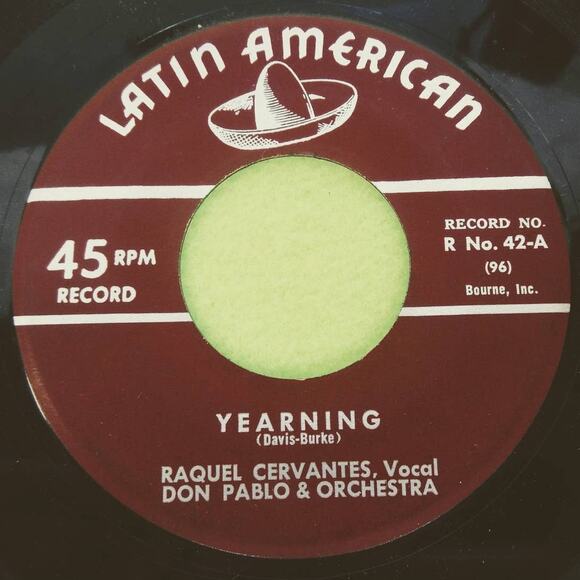 LATIN AMERICAN
45 RPM
RECORD
RECORD NO.
R No. 42-A
(96)
Bourne, Inc.
YEARNING
(Davis-Burke)
RAQUEL CERVANTES, Vocal
DON PABLO & ORCHESTRA